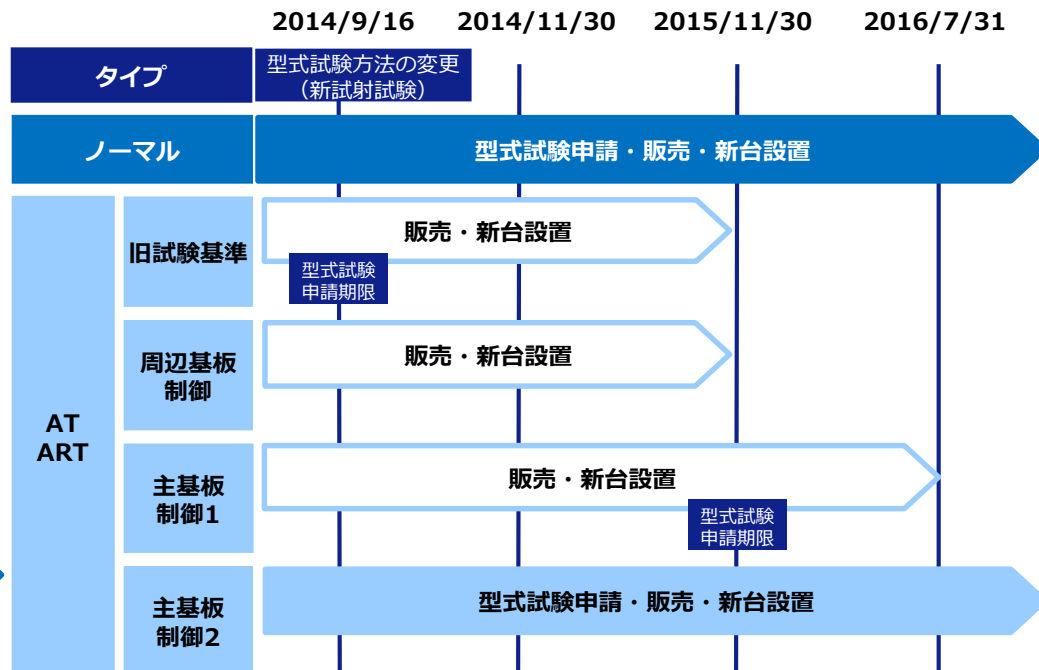 2014/9/16 2014/11/30 2015/11/30 2016/7/31
タイプ
型式試験方法の変更
（新試射試験）
ノーマル
型式試験申請・販売・新台設置
AT
ART
旧試験基準
販売・新台設置
型式試験
申請期限
周辺基板
制御
販売・新台設置
主基板
制御1
販売・新台設置
型式試験
申請期限
主基板
制御2
型式試験申請・販売・新台設置